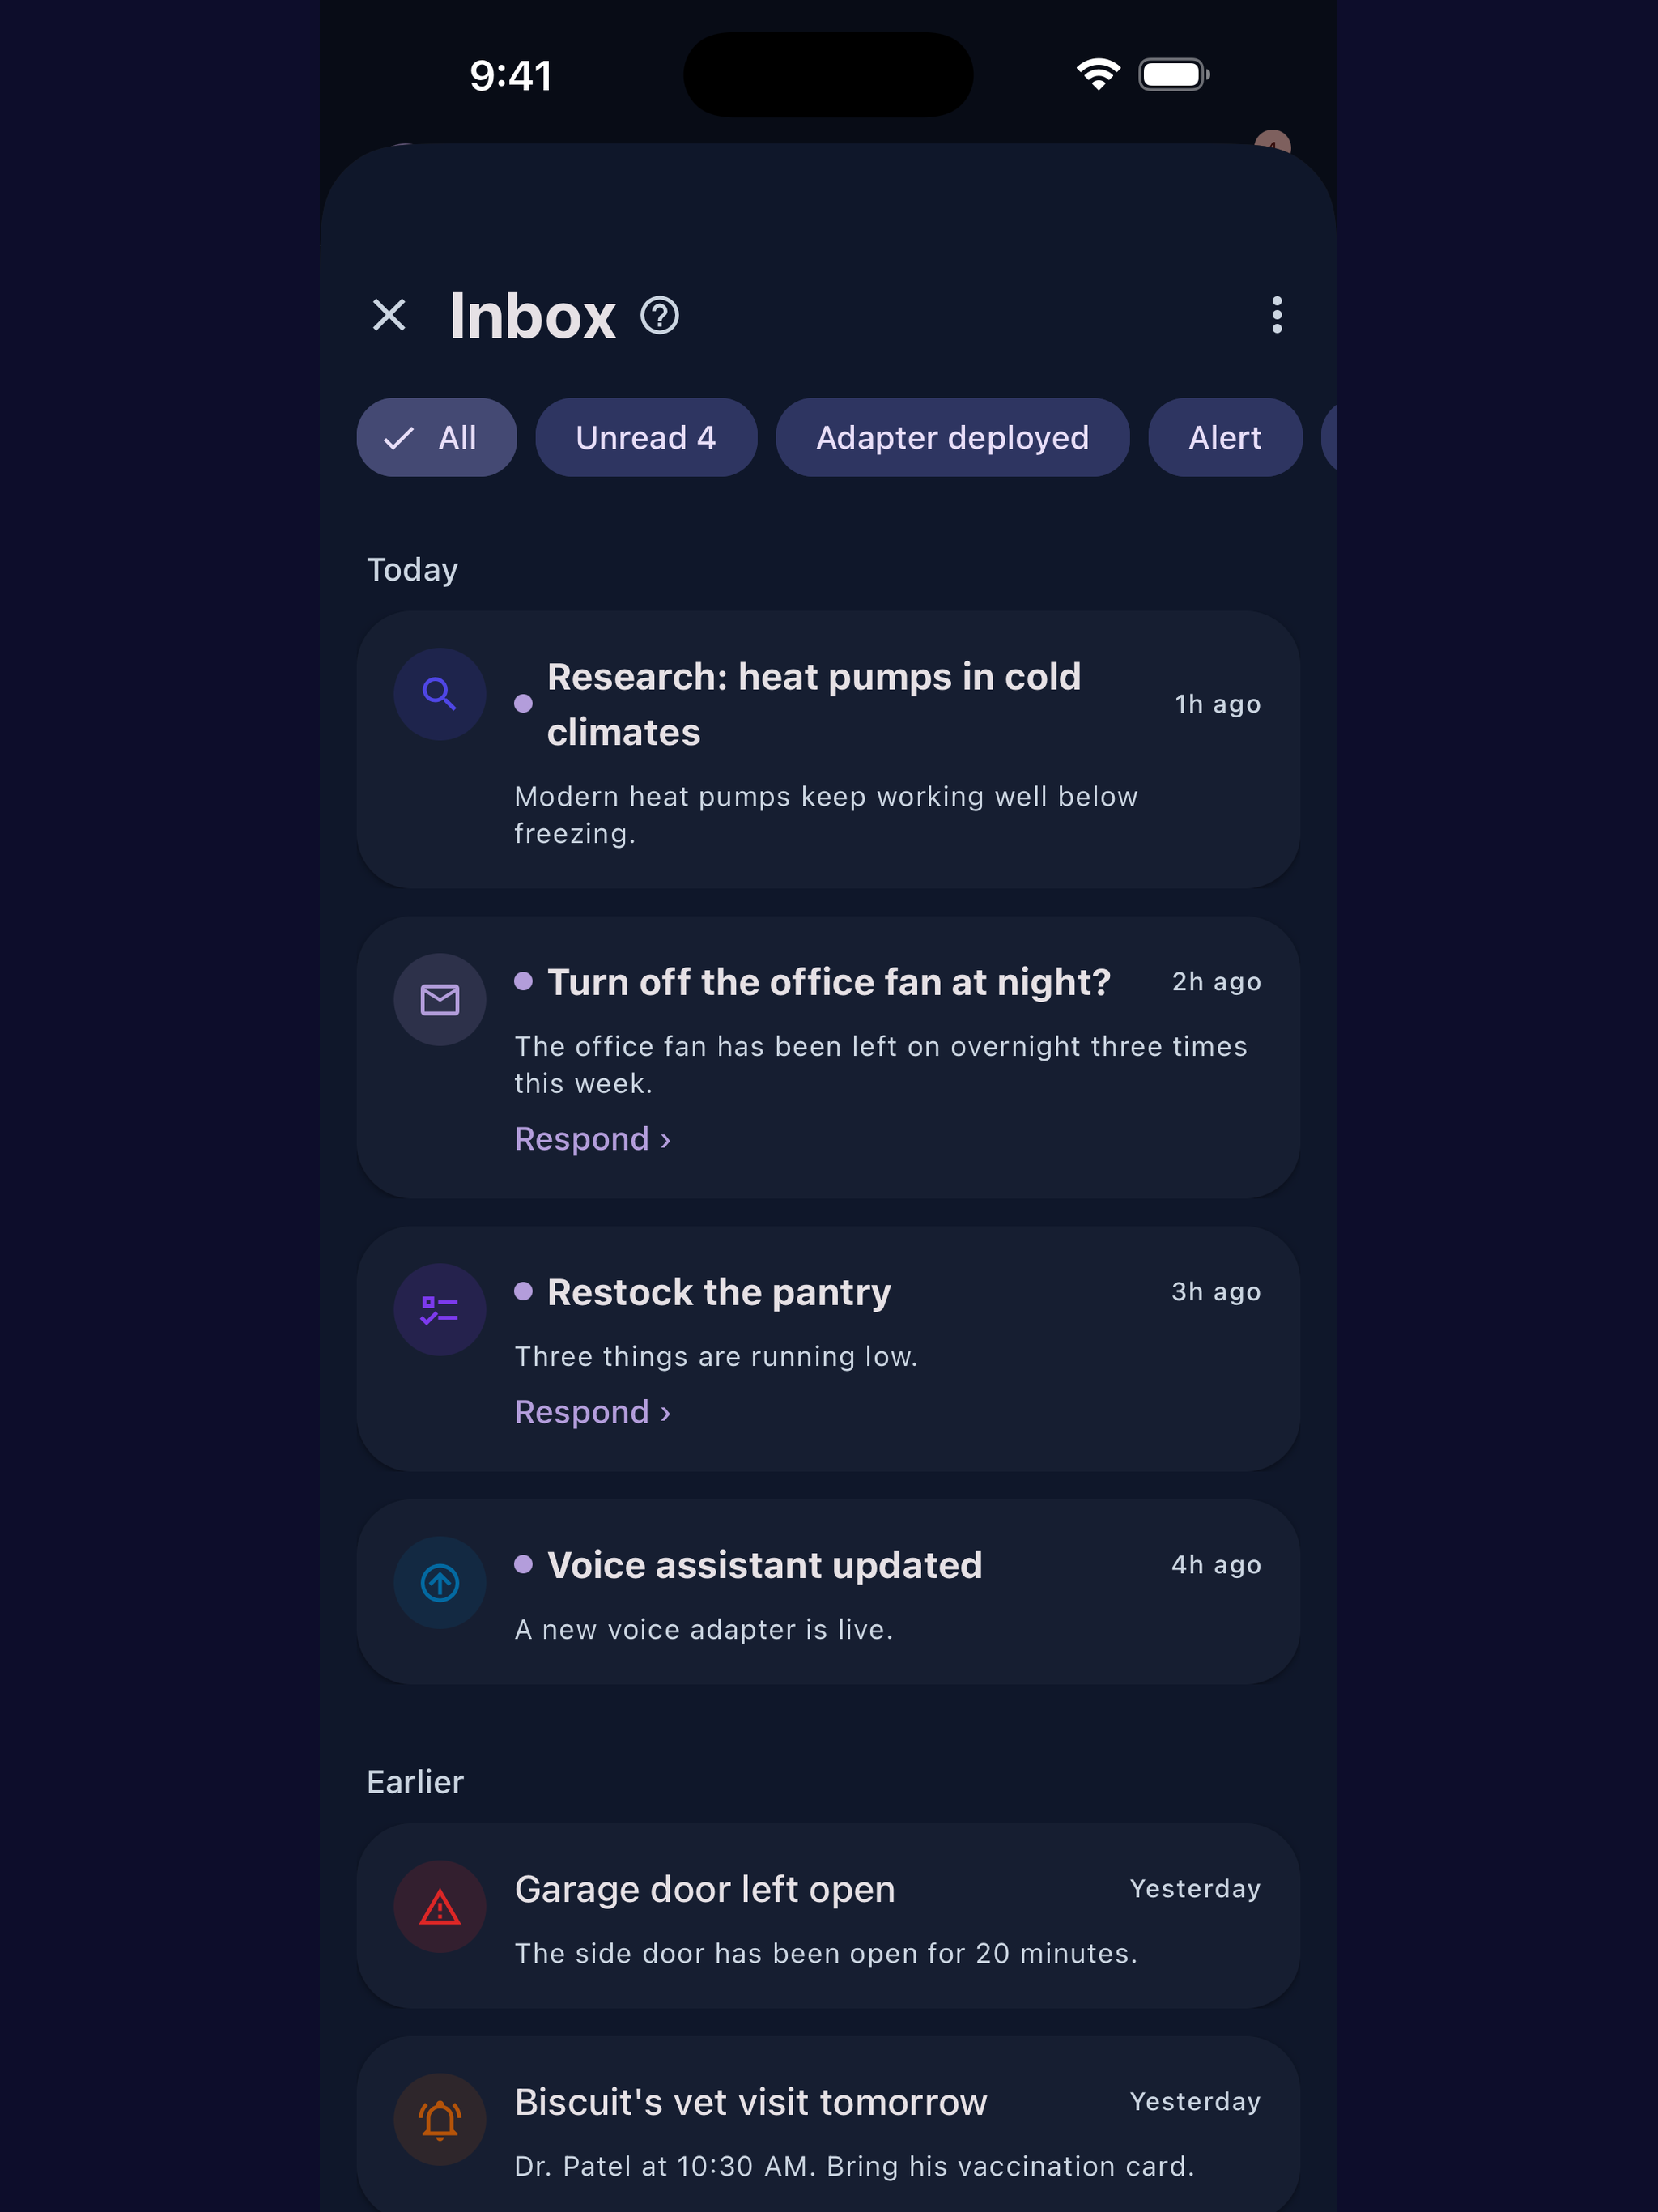 9:41
Inbox
All
Unread 4
Adapter deployed
Alert
Today
Research: heat pumps in cold
climates
1h ago
Modern heat pumps keep working well below
freezing.
Turn off the office fan at night?
2h ago
The office fan has been left on overnight three times
this week.
Respond ›
Restock the pantry
3h ago
Three things are running low.
Respond ›
Voice assistant updated
4h ago
A new voice adapter is live.
Earlier
Garage door left open
Yesterday
The side door has been open for 20 minutes.
Biscuit's vet visit tomorrow
Yesterday
Dr. Patel at 10:30 AM. Bring his vaccination card.